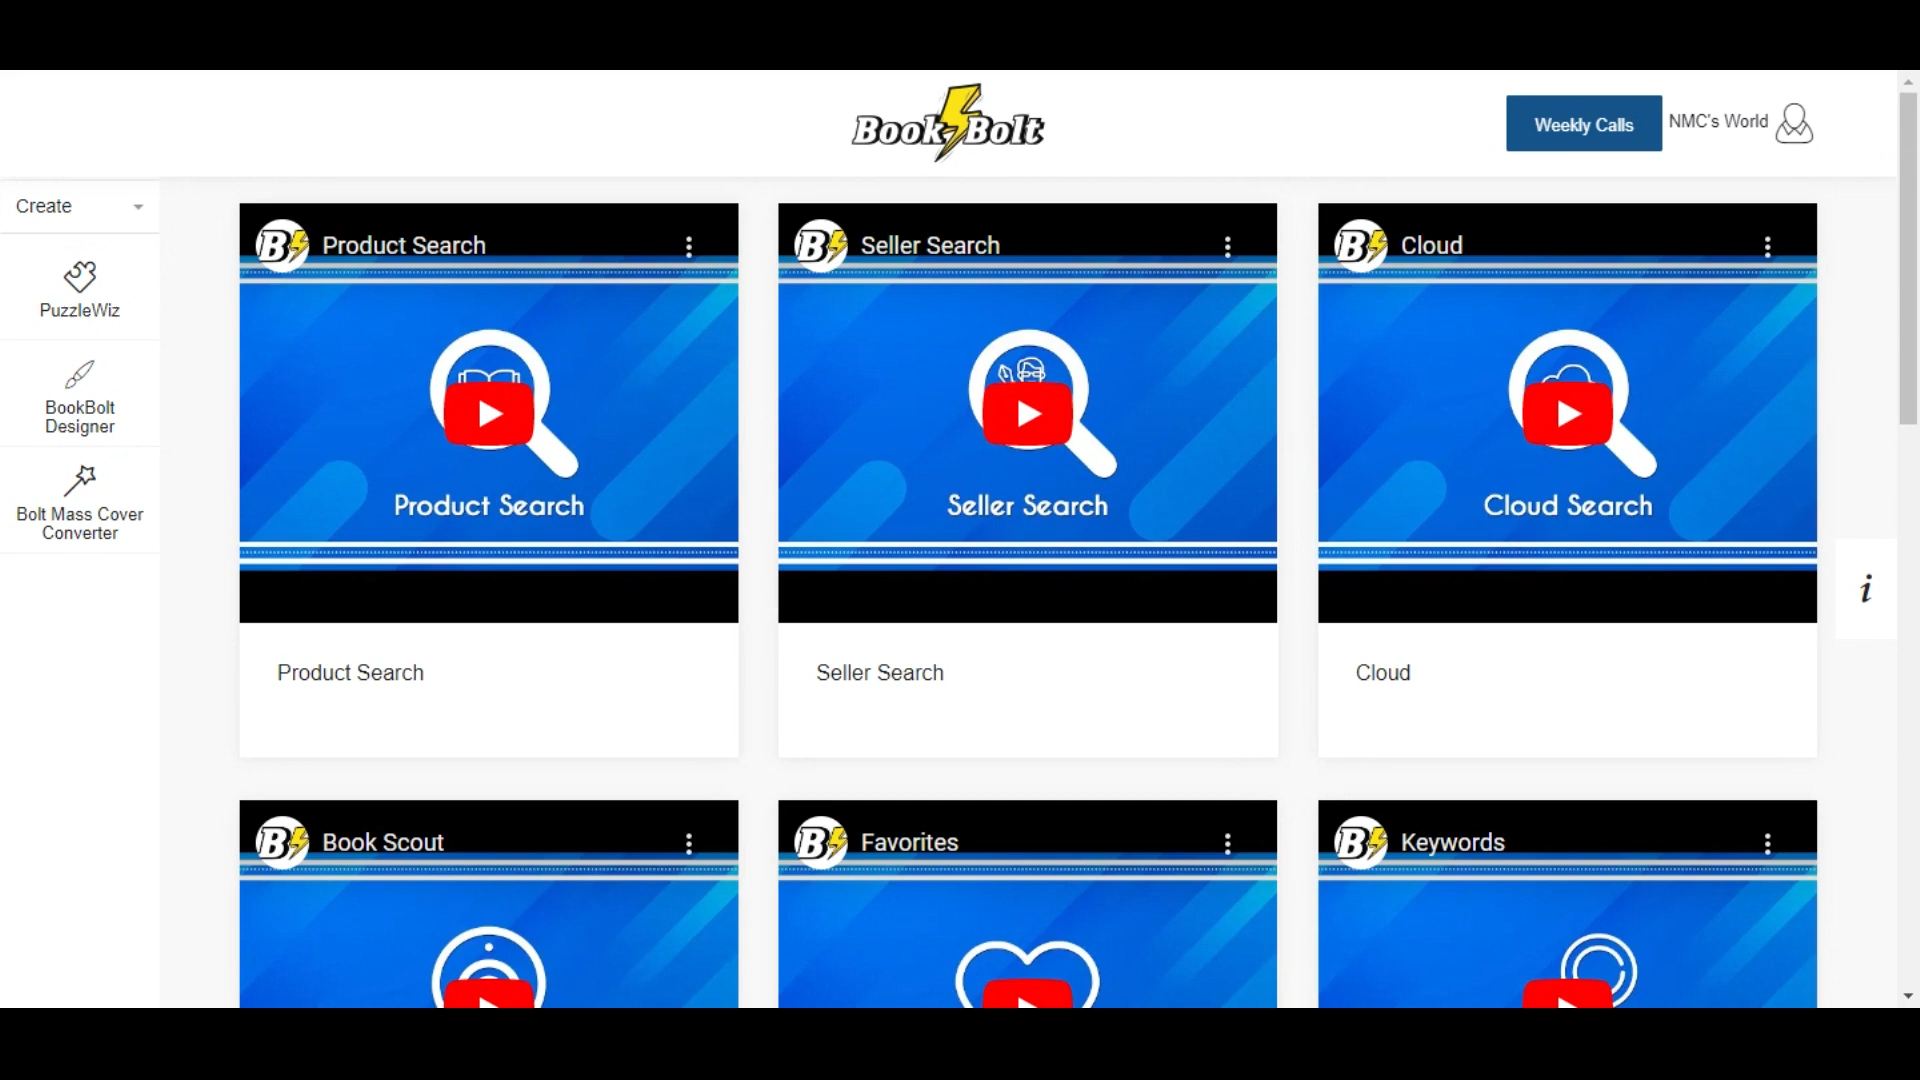 Book Bolt
Weekly Calls
NMC's World
Create
PuzzleWiz
BookBolt
Designer
Bolt Mass Cover
Converter
B Product Search
Product Search
Product Search
B Seller Search
Seller Search
Seller Search
B Cloud
Cloud Search
Cloud
i
B Book Scout
B Favorites
B Keywords